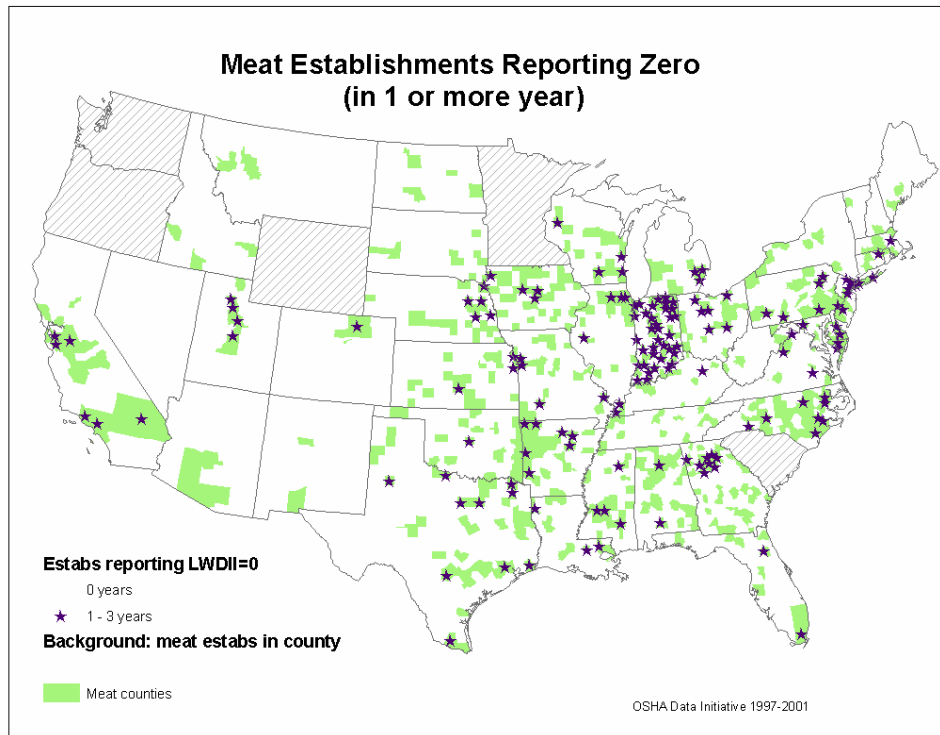 Meat Establishments Reporting Zero
(in 1 or more year)
Estabs reporting LWDII=0
0 years
1 - 3 years
Background: meat estabs in county
Meat counties
OSHA Data Initiative 1997-2001